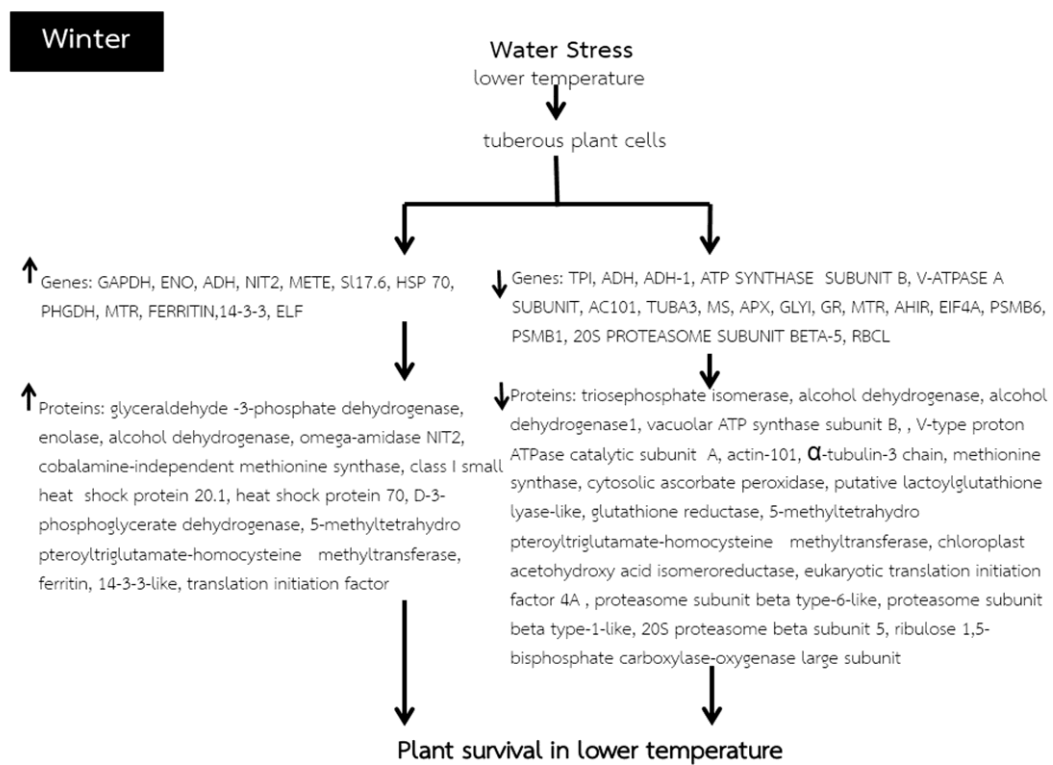 Winter
Water Stress
lower temperature
tuberous plant cells
Genes: GAPDH, ENO, ADH, NIT2, METE, Sl17.6, HSP 70,
PHGDH, MTR, FERRITIN,14-3-3, ELF
Genes: TPI, ADH, ADH-1, ATP SYNTHASE SUBUNIT B, V-ATPASE A
SUBUNIT, AC101, TUBA3, MS, APX, GLYI, GR, MTR, AHIR, EIF4A, PSMB6,
PSMB1, 20S PROTEASOME SUBUNIT BETA-5, RBCL
Proteins: glyceraldehyde -3-phosphate dehydrogenase,
enolase, alcohol dehydrogenase, omega-amidase NIT2,
cobalamine-independent methionine synthase, class I small
heat shock protein 20.1, heat shock protein 70, D-3-
phosphoglycerate dehydrogenase, 5-methyltetrahydro
pteroyltriglutamate-homocysteine methyltransferase,
ferritin, 14-3-3-like, translation initiation factor
Proteins: triosephosphate isomerase, alcohol dehydrogenase, alcohol
dehydrogenase1, vacuolar ATP synthase subunit B, , V-type proton
ATPase catalytic subunit A, actin-101, α-tubulin-3 chain, methionine
synthase, cytosolic ascorbate peroxidase, putative lactoylglutathione
lyase-like, glutathione reductase, 5-methyltetrahydro
pteroyltriglutamate-homocysteine methyltransferase, chloroplast
acetohydroxy acid isomeroreductase, eukaryotic translation initiation
factor 4A , proteasome subunit beta type-6-like, proteasome subunit
beta type-1-like, 20S proteasome beta subunit 5, ribulose 1,5-
bisphosphate carboxylase-oxygenase large subunit
Plant survival in lower temperature